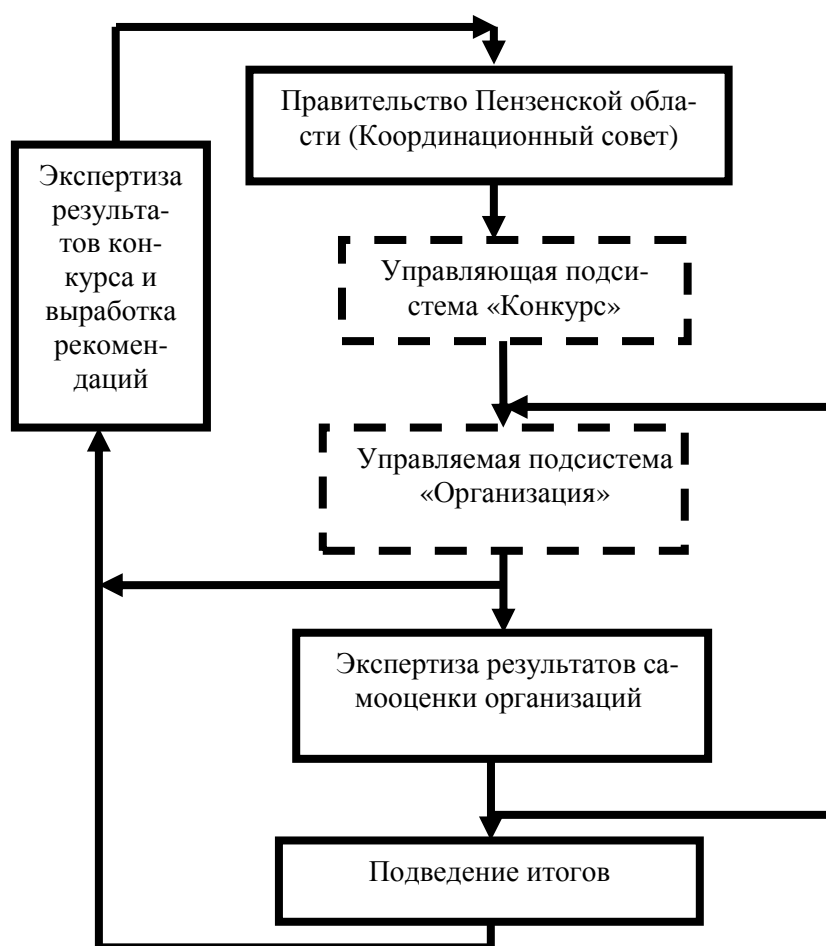 Правительство Пензенской обла-
сти (Координационный совет)
Экспертиза
результа-
тов кон-
курса и
выработка
рекомен-
даций
Управляющая подси-
стема «Конкурс»
Управляемая подсистема
«Организация»
Экспертиза результатов са-
мооценки организаций
Подведение итогов